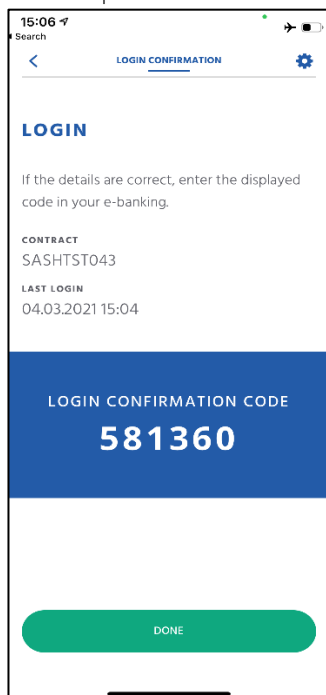 15:06
Search
LOGIN CONFIRMATION
LOGIN
If the details are correct, enter the displayed
code in your e-banking.
CONTRACT
SASHTST043
LAST LOGIN
04.03.2021 15:04
LOGIN CONFIRMATION CODE
581360
DONE